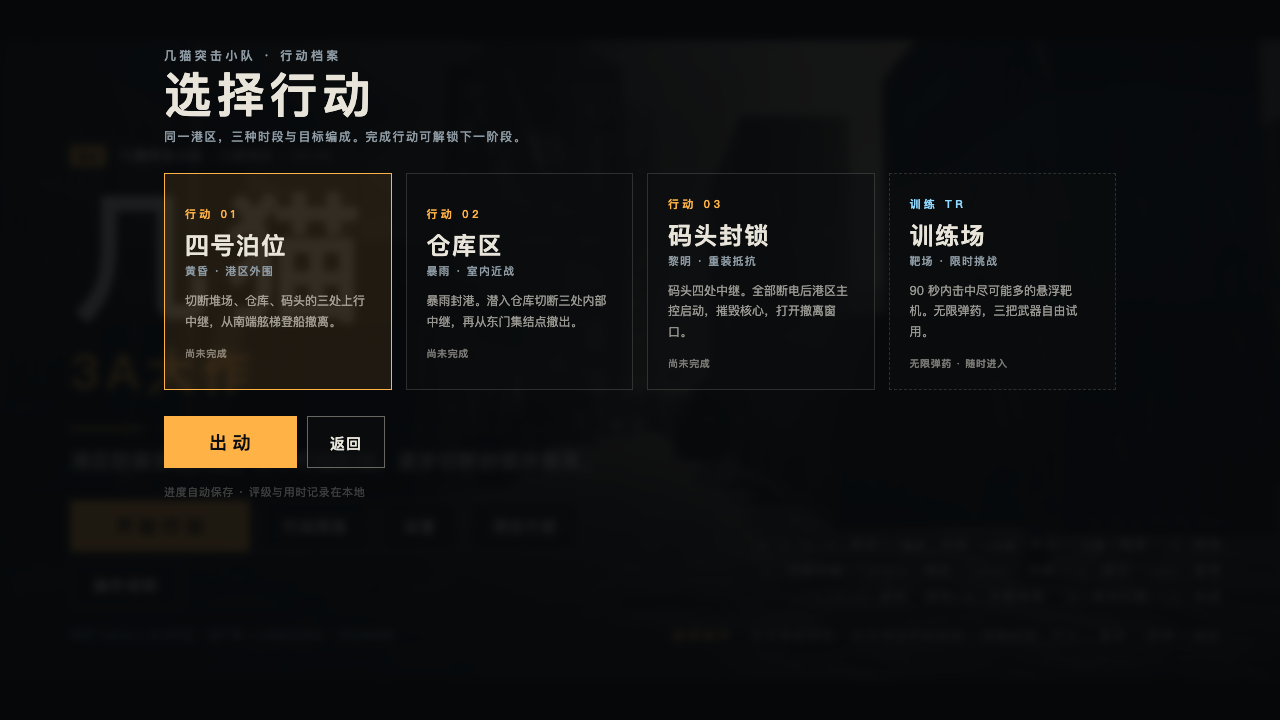 几猫突击小队 · 行动档案
选择行动
同一港区，三种时段与目标编成。完成行动可解锁下一阶段。
行动 01
四号泊位
黄昏 · 港区外围
切断堆场、仓库、码头的三处上行
中继，从南端舷梯登船撤离。
尚未完成
行动 02
仓库区
暴雨 · 室内近战
暴雨封港。潜入仓库切断三处内部
中继，再从东门集结点撤出。
尚未完成
行动 03
码头封锁
黎明 · 重装抵抗
码头四处中继。全部断电后港区主
控启动，摧毁核心，打开撤离窗
口。
尚未完成
训练 TR
训练场
靶场 · 限时挑战
90 秒内击中尽可能多的悬浮靶
机。无限弹药，三把武器自由试
用。
无限弹药 · 随时进入
出动
返回
进度自动保存 · 评级与用时记录在本地
几猫
3A大作